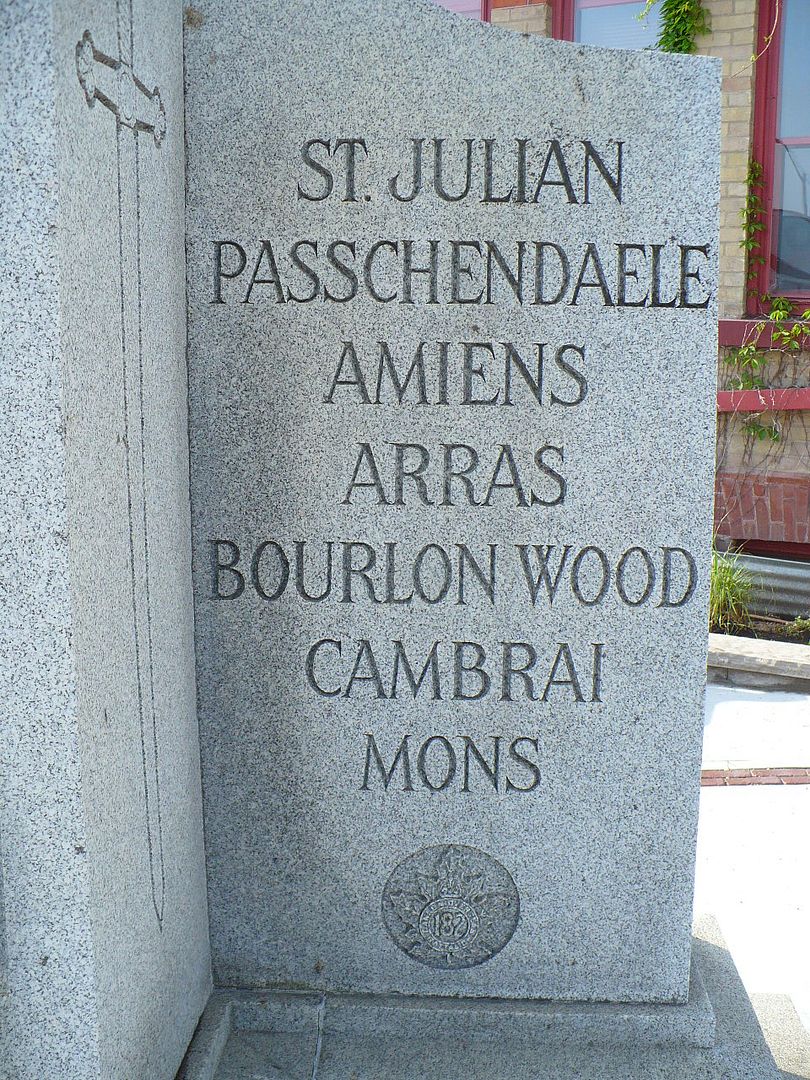 ST. JULIAN
PASSCHENDAELE
AMIENS
ARRAS
BOURLON WOOD
CAMBRAI
MONS
182